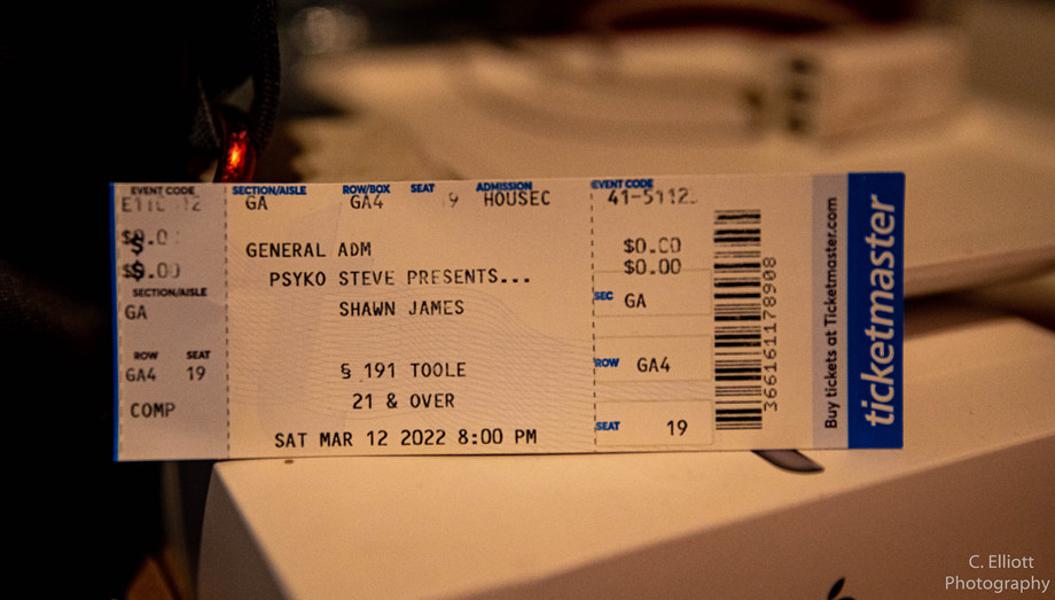 EVENT CODE
$0.00
SECTION/AISLE
GA
ROW SEAT
GA4 19
COMP
SECTION/AISLE ROW/BOX SEAT ADMISSION
GA GA4 9 HOUSEC
GENERAL ADM
PSYKO STEVE PRESENTS...
SHAWN JAMES
§ 191 TOOLE
21 & OVER
SAT MAR 12 2022 8:00 PM
EVENT CODE
$0.00
$0.00
SEC GA
ROW GA4
SEAT 19
3661611178908
Buy tickets at Ticketmaster.com
ticketmaster
C. Elliott
Photography